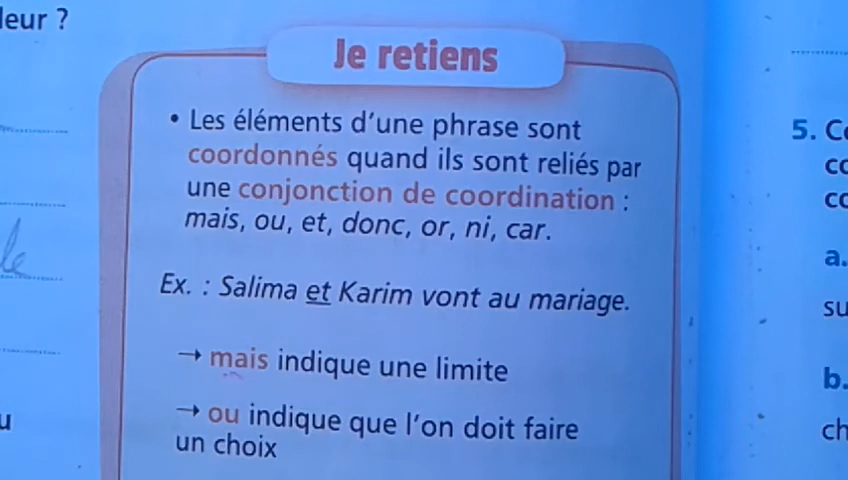 leur ?
Je retiens
• Les éléments d'une phrase sont
coordonnés quand ils sont reliés par
une conjonction de coordination :
mais, ou, et, donc, or, ni, car.
Ex. : Salima et Karim vont au mariage.
→ mais indique une limite
→ ou indique que l'on doit faire
un choix
5.
a.
b.